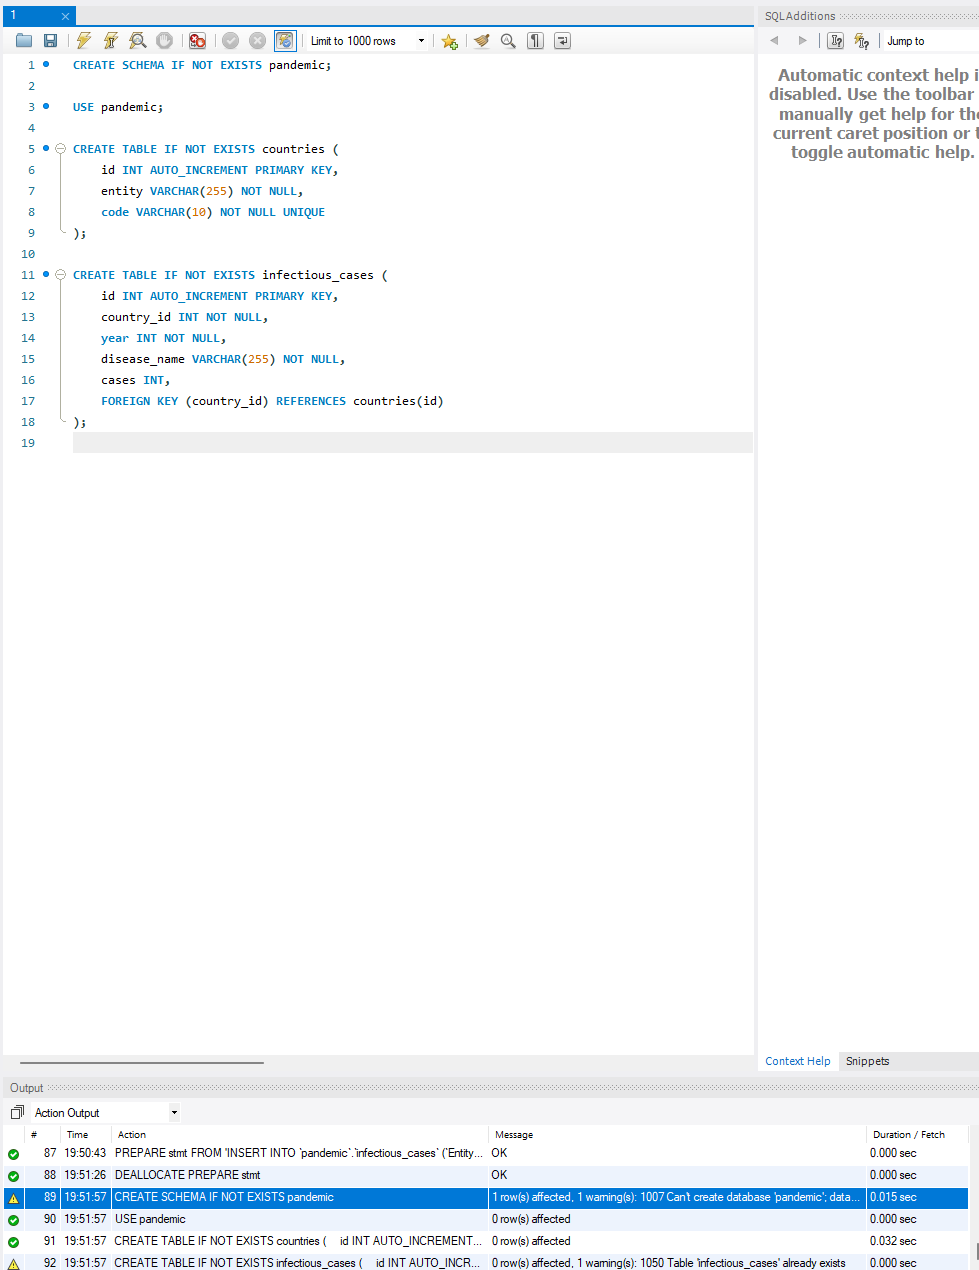 1
SQLAdditions
Limit to 1000 rows
Jump to
1 CREATE SCHEMA IF NOT EXISTS pandemic;
2
3 USE pandemic;
4
5 CREATE TABLE IF NOT EXISTS countries (
6 id INT AUTO_INCREMENT PRIMARY KEY,
7 entity VARCHAR(255) NOT NULL,
8 code VARCHAR(10) NOT NULL UNIQUE
9 );
10
11 CREATE TABLE IF NOT EXISTS infectious_cases (
12 id INT AUTO_INCREMENT PRIMARY KEY,
13 country_id INT NOT NULL,
14 year INT NOT NULL,
15 disease_name VARCHAR(255) NOT NULL,
16 cases INT,
17 FOREIGN KEY (country_id) REFERENCES countries(id)
18 );
19
Automatic context help i
disabled. Use the toolbar
manually get help for the
current caret position or t
toggle automatic help.
Context Help Snippets
Output
Action Output
# Time Action Message Duration / Fetch
87 19:50:43 PREPARE stmt FROM 'INSERT INTO `pandemic`.`infectious_cases` (`Entity... OK 0.000 sec
88 19:51:26 DEALLOCATE PREPARE stmt OK 0.000 sec
89 19:51:57 CREATE SCHEMA IF NOT EXISTS pandemic 1 row(s) affected, 1 warning(s): 1007 Can't create database 'pandemic'; data... 0.015 sec
90 19:51:57 USE pandemic 0 row(s) affected 0.000 sec
91 19:51:57 CREATE TABLE IF NOT EXISTS countries ( id INT AUTO_INCREMENT... 0 row(s) affected 0.032 sec
92 19:51:57 CREATE TABLE IF NOT EXISTS infectious_cases ( id INT AUTO_INCR... 0 row(s) affected, 1 warning(s): 1050 Table 'infectious_cases' already exists 0.000 sec